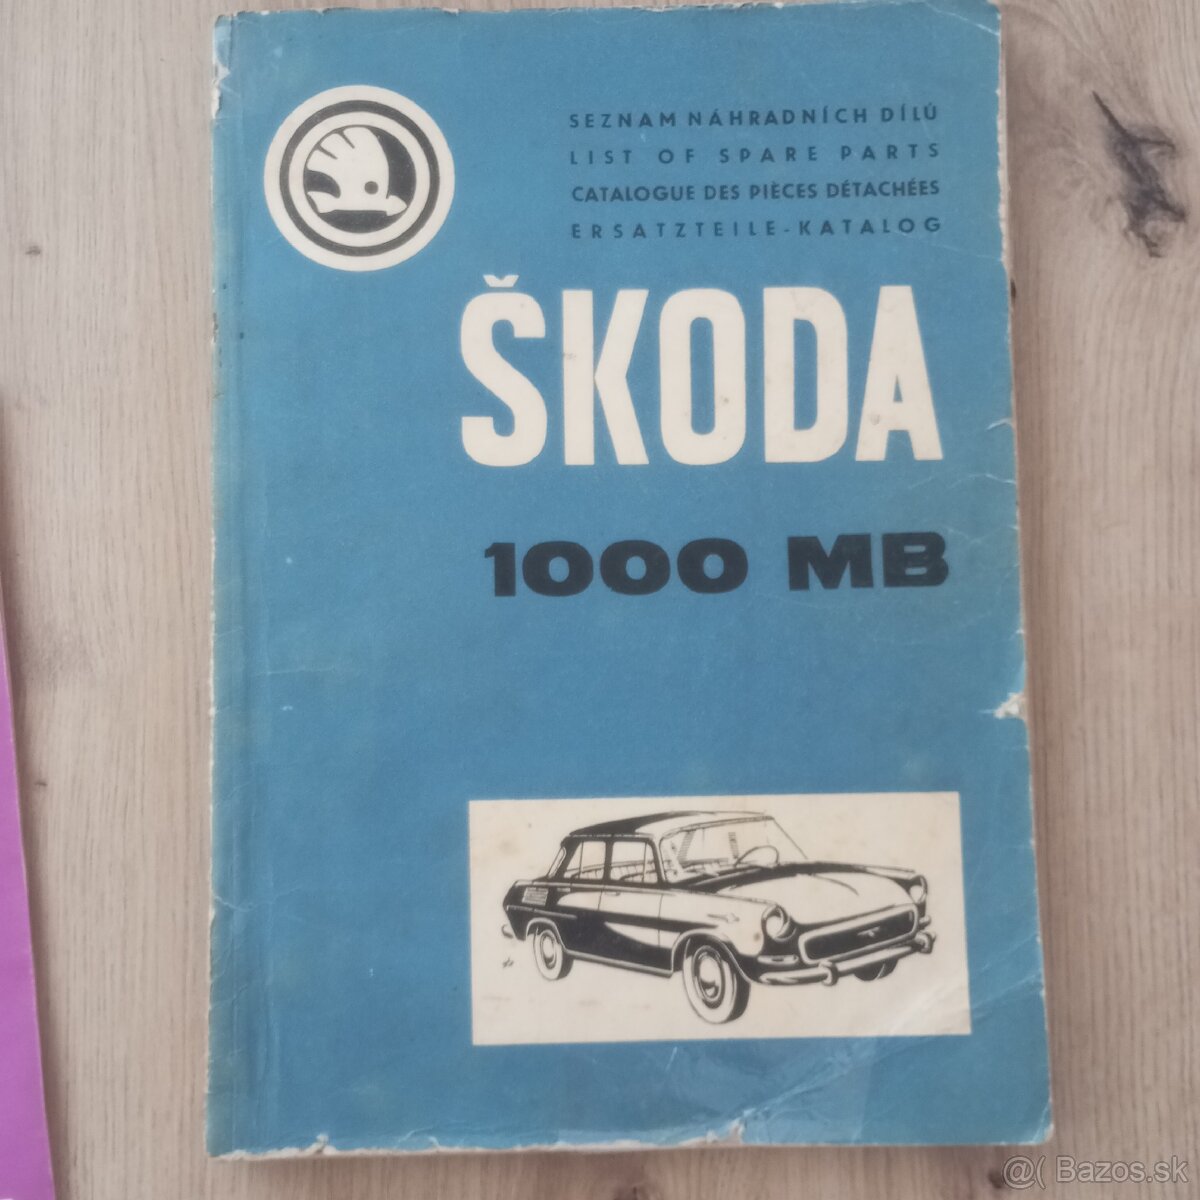 SEZNAM NÁHRADNÍCH DÍLŮ
LIST OF SPARE PARTS
CATALOGUE DES PIÈCES DÉTACHÉES
ERSATZTEILE-KATALOG
ŠKODA
1000 MB
@( Bazos.sk